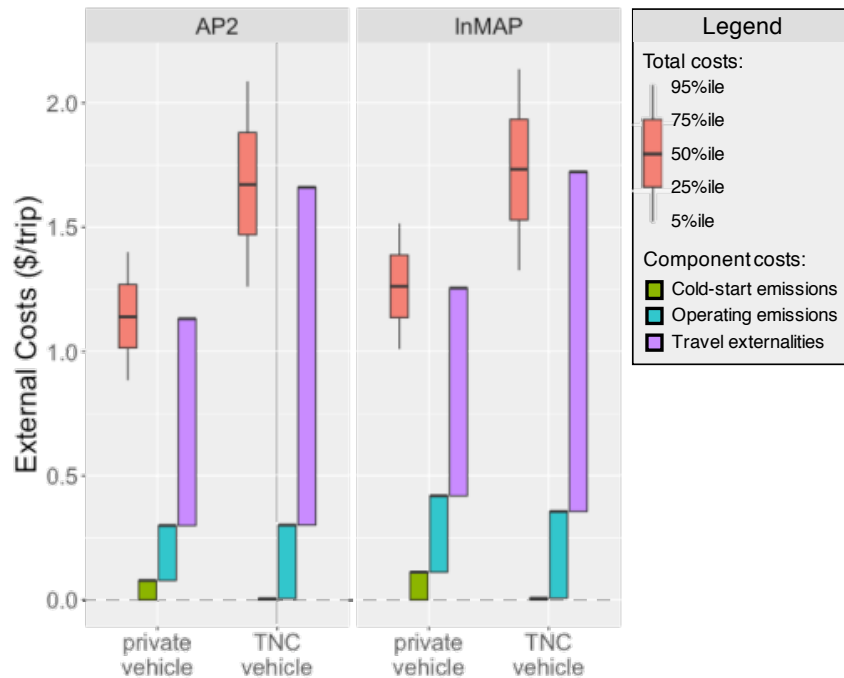 AP2
InMAP
External Costs ($/trip)
2.0
1.5
1.0
0.5
0.0
private
vehicle
TNC
vehicle
private
vehicle
TNC
vehicle
Legend
Total costs:
95%ile
75%ile
50%ile
25%ile
5%ile
Component costs:
Cold-start emissions
Operating emissions
Travel externalities